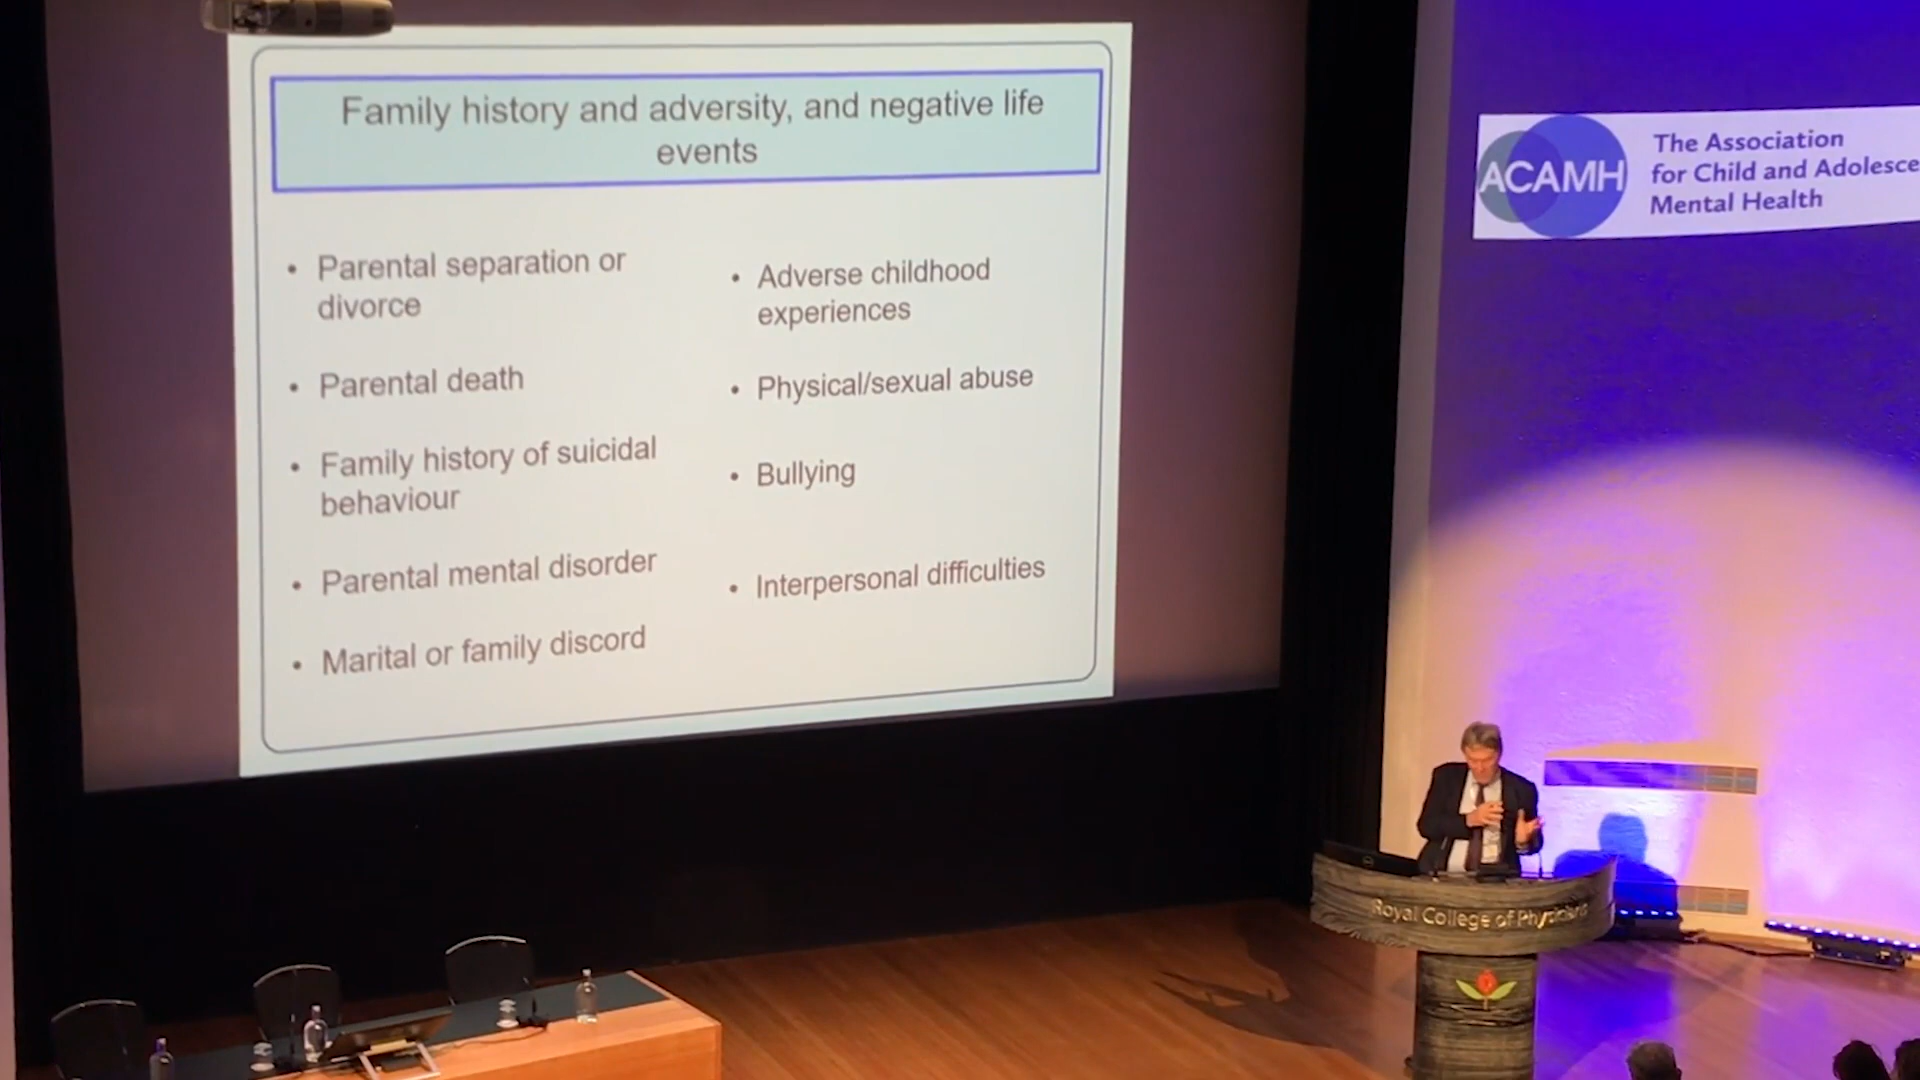 Family history and adversity, and negative life
events
• Parental separation or
divorce
• Parental death
• Family history of suicidal
behaviour
• Parental mental disorder
• Marital or family discord
• Adverse childhood
experiences
• Physical/sexual abuse
• Bullying
• Interpersonal difficulties
ACAMH
The Association
for Child and Adolesce
Mental Health
Royal College of Physicians